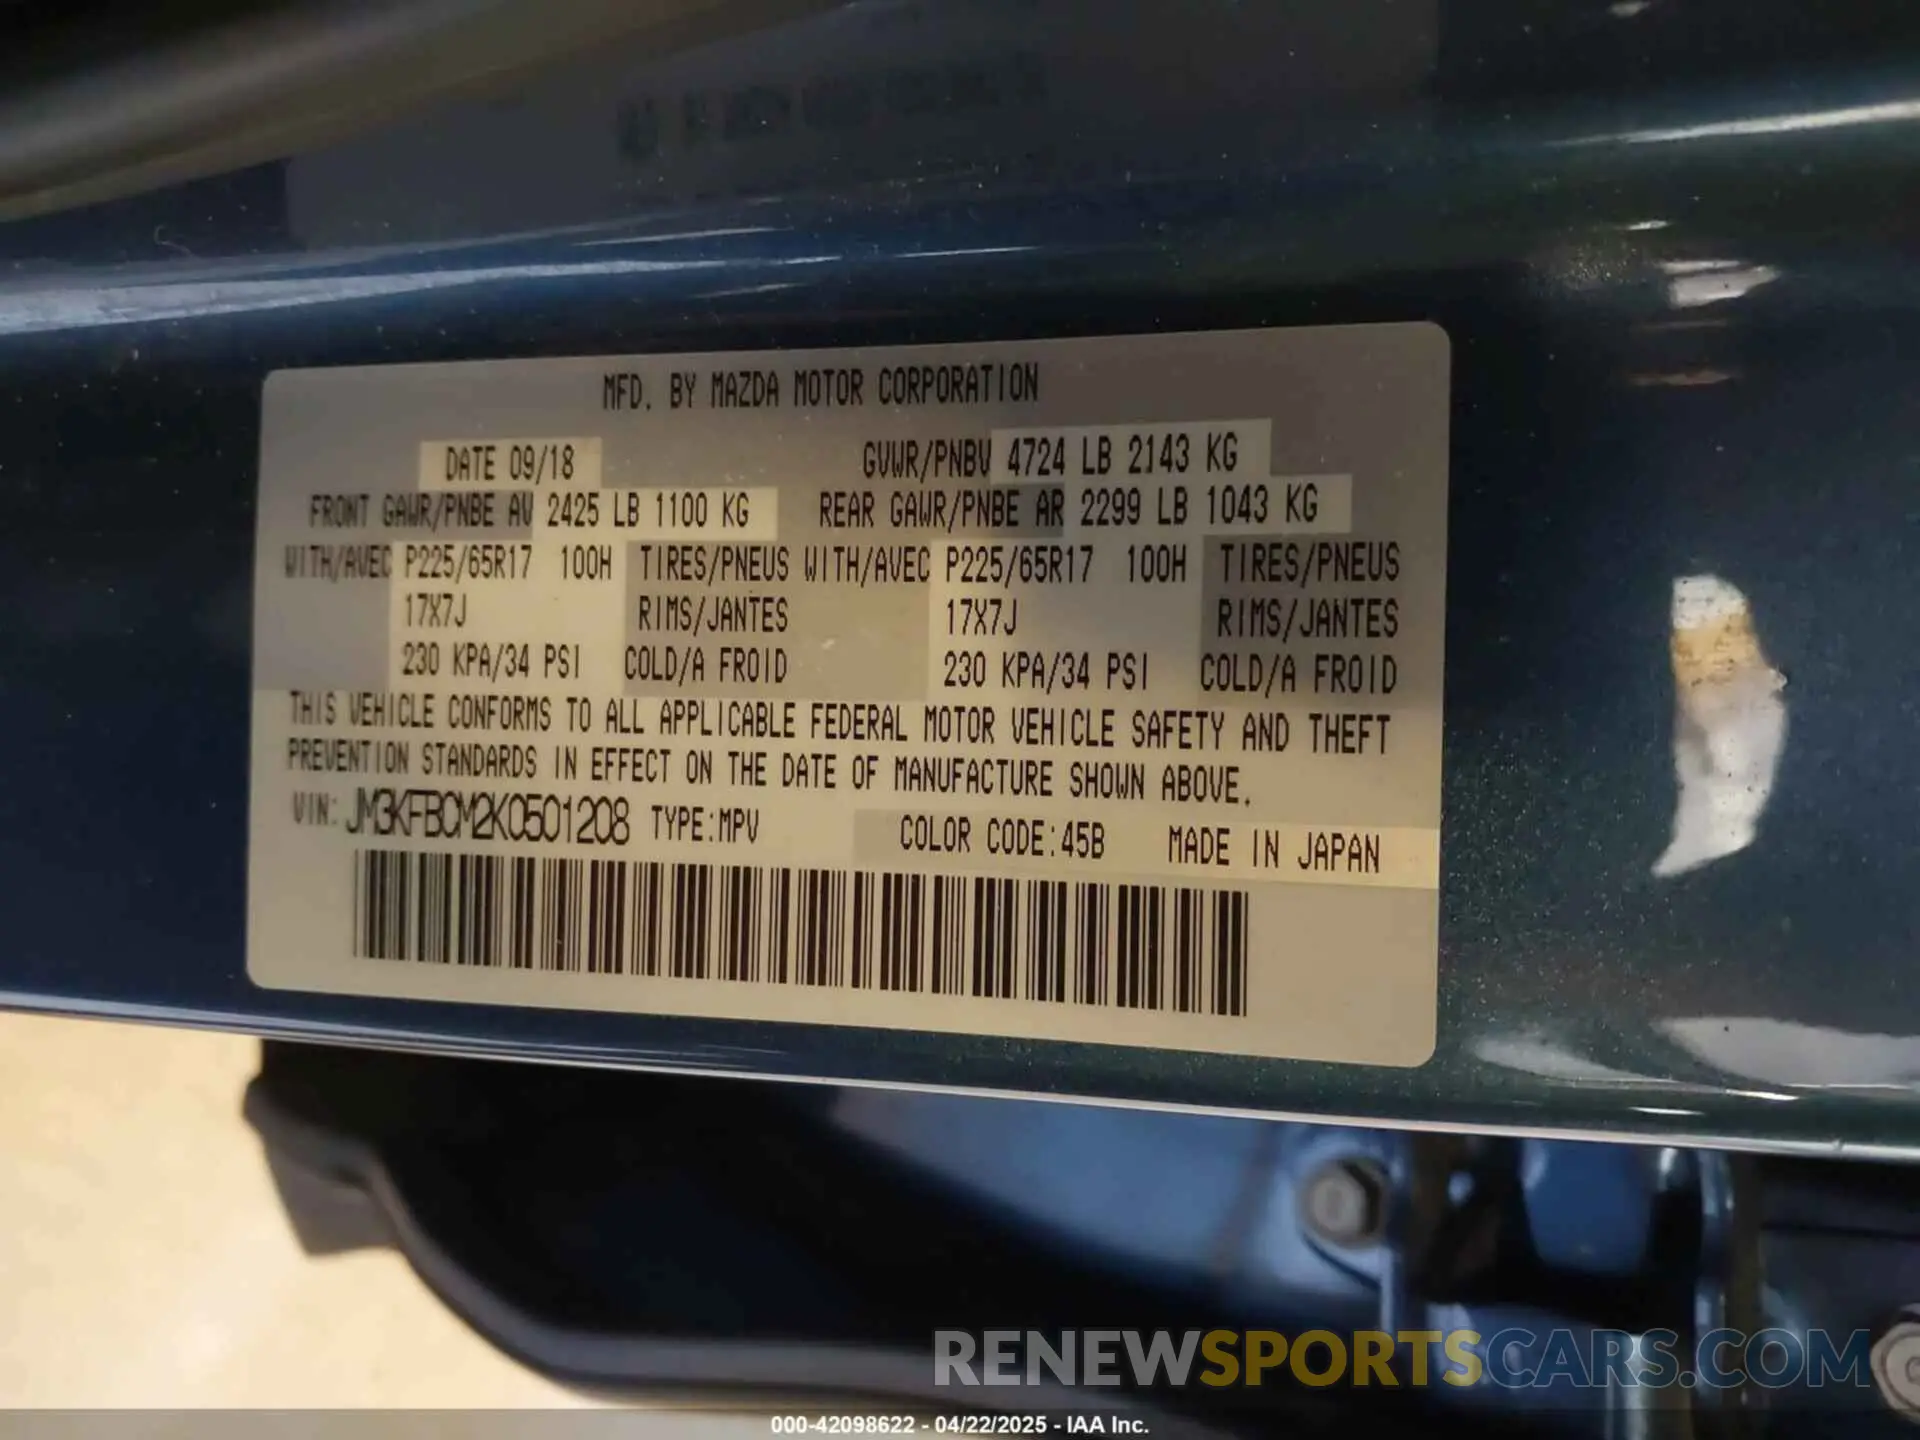 MFD. BY MAZDA MOTOR CORPORATION
DATE 09/18 GVWR/PNBV 4724 LB 2143 KG
FRONT GAWR/PNBE AV 2425 LB 1100 KG REAR GAWR/PNBE AR 2299 LB 1043 KG
WITH/AVEC P225/65R17 100H TIRES/PNEUS WITH/AVEC P225/65R17 100H TIRES/PNEUS
17X7J RIMS/JANTES 17X7J RIMS/JANTES
230 KPA/34 PSI COLD/A FROID 230 KPA/34 PSI COLD/A FROID
THIS VEHICLE CONFORMS TO ALL APPLICABLE FEDERAL MOTOR VEHICLE SAFETY AND THEFT
PREVENTION STANDARDS IN EFFECT ON THE DATE OF MANUFACTURE SHOWN ABOVE.
VIN: JM3KFBCM2K0501208 TYPE:MPV COLOR CODE:45B MADE IN JAPAN
RENEWSPORTSCARS.COM
000-42098622 - 04/22/2025 - IAA Inc.